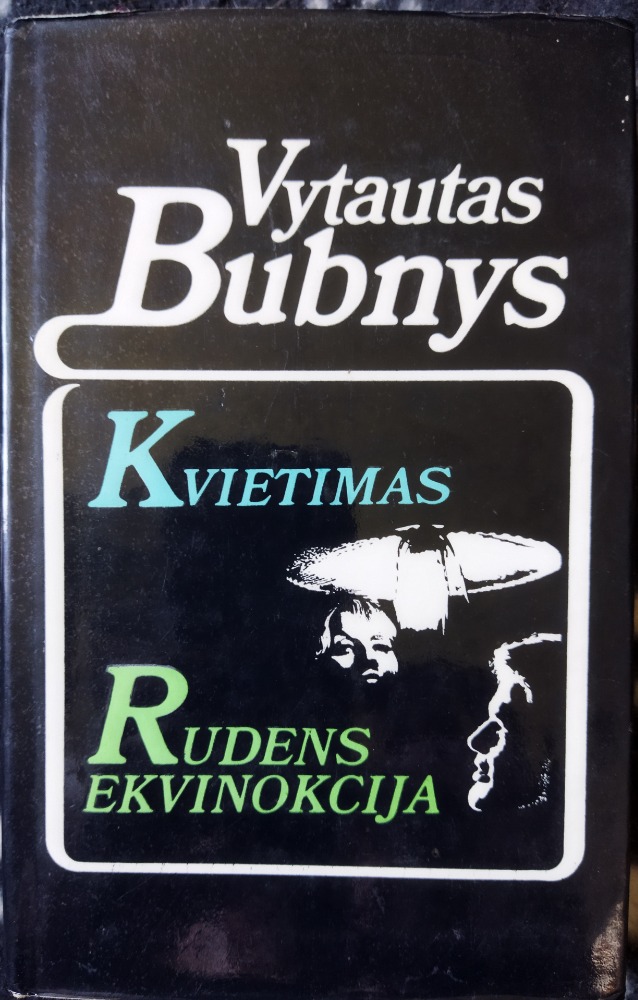 Vytautas
Bubnys
KVIETIMAS
RUDENS
EKVINOKCIJA